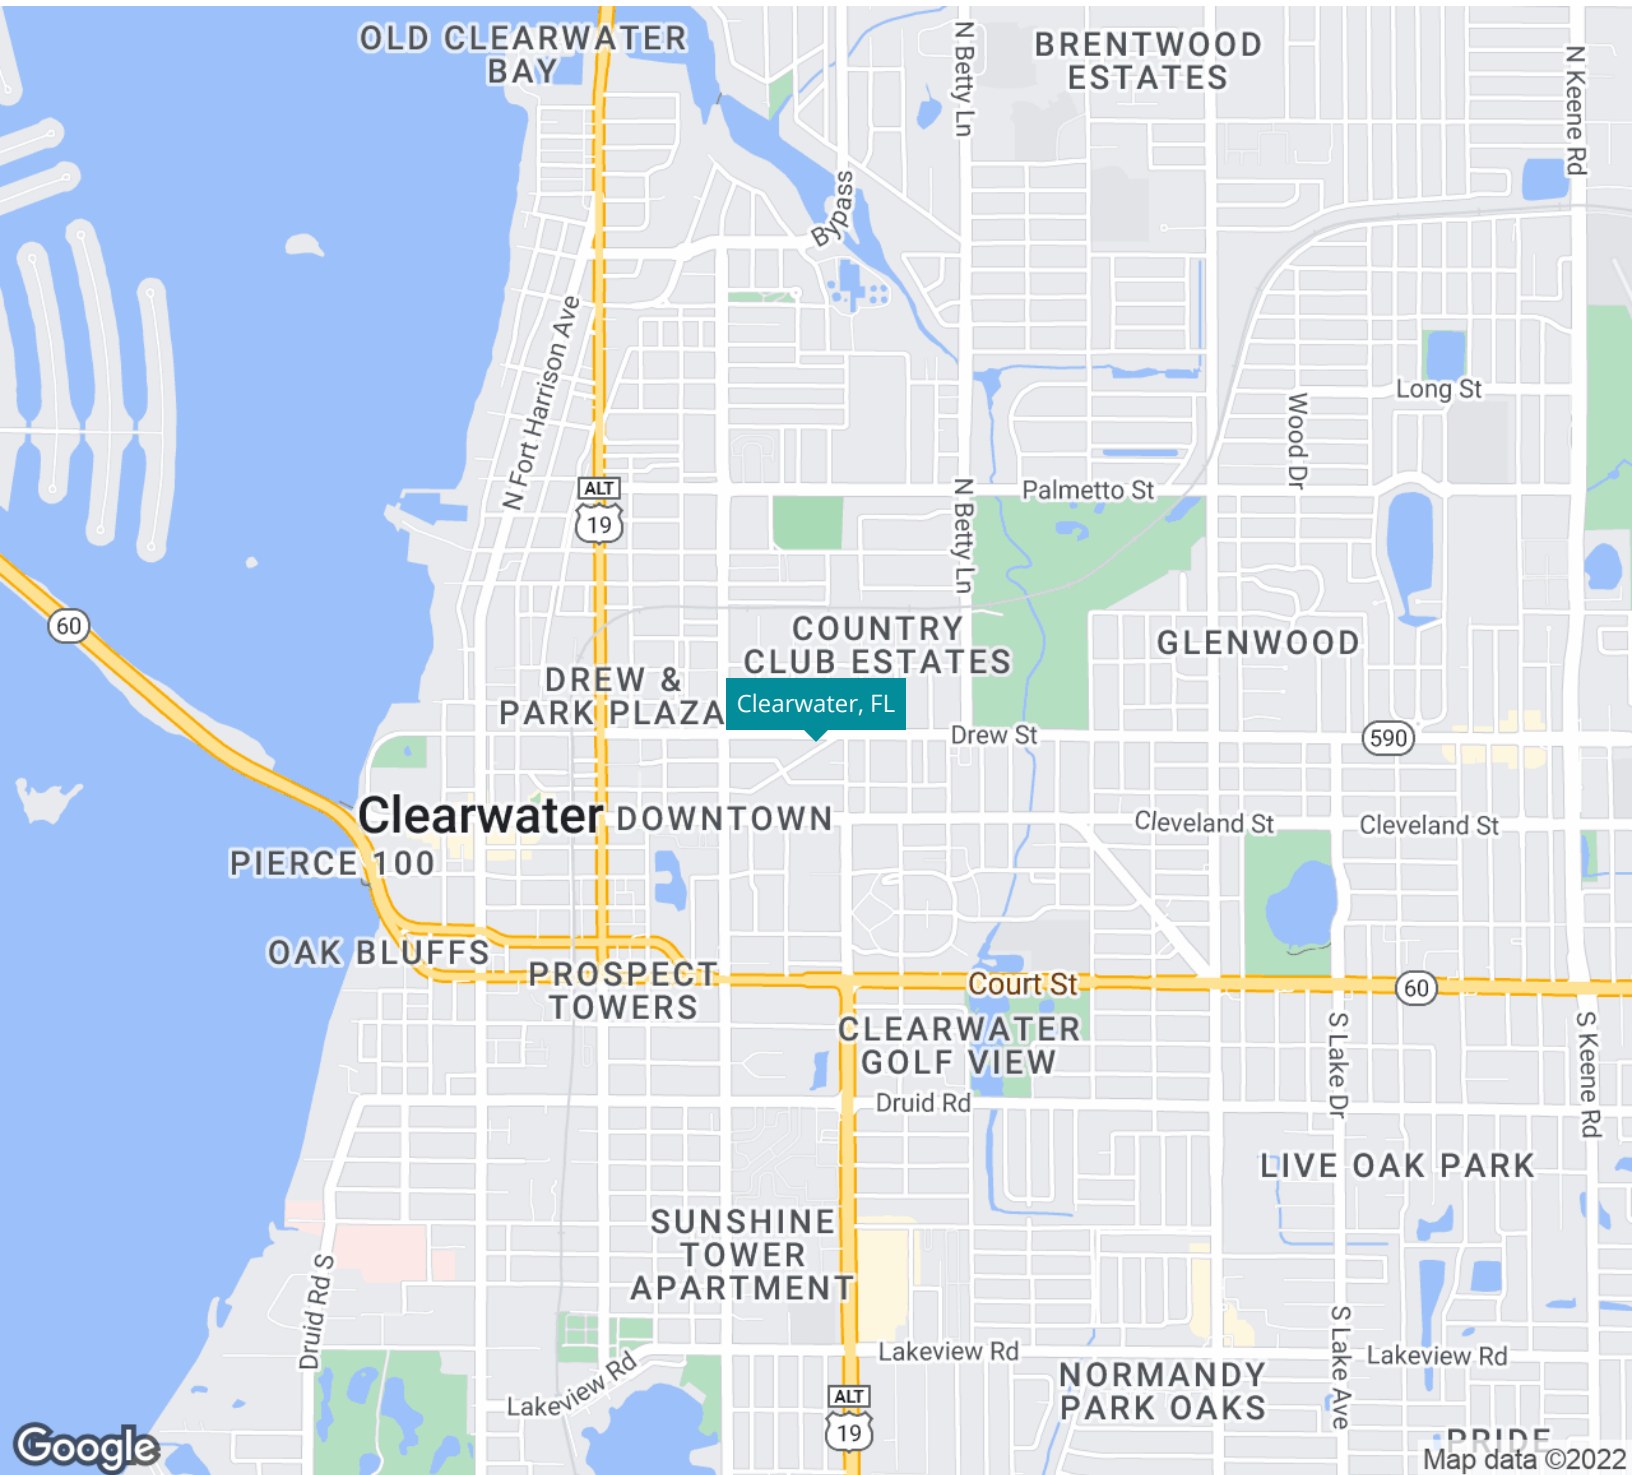 OLD CLEARWATER
BAY
N Betty Ln
BRENTWOOD
ESTATES
N Keene Rd
Bypasss
N Fort Harrison Ave
Long St
Wood Dr
ALT
19
N Betty Ln
Palmetto St
60
COUNTRY
CLUB ESTATES
GLENWOOD
DREW &
PARK PLAZA
Clearwater, FL
Drew St
590
Clearwater
DOWNTOWN
Cleveland St
Cleveland St
PIERCE 100
OAK BLUFFS
PROSPECT
TOWERS
Court St
60
CLEARWATER
GOLF VIEW
S Lake Dr
S Keene Rd
Druid Rd
LIVE OAK PARK
SUNSHINE
TOWER
APARTMENT
Druid Rd S
S Lake Ave
Lakeview Rd
Lakeview Rd
Lakeview Rd
NORMANDY
PARK OAKS
ALT
19
PRIDE
Google
Map data ©2022